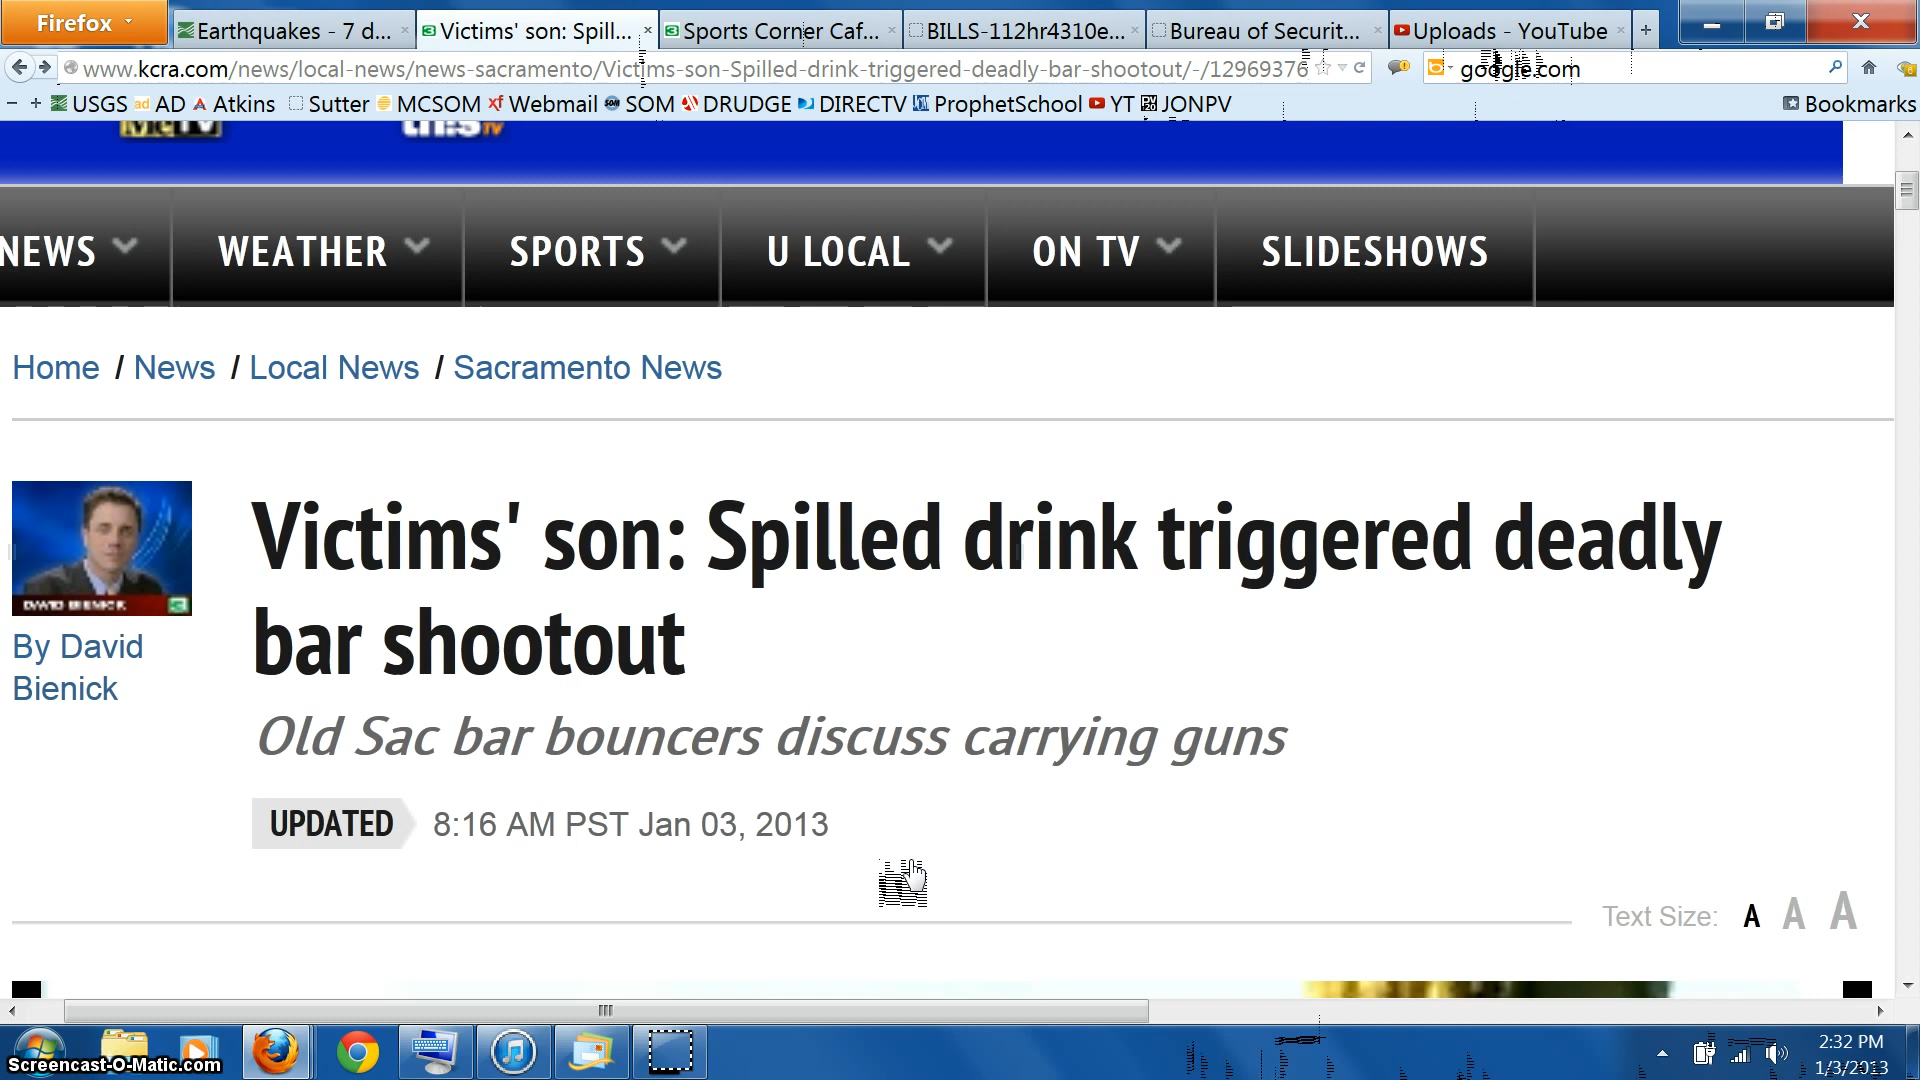 Firefox
Earthquakes - 7 d...
Victims' son: Spill...
Sports Corner Caf...
BILLS-112hr4310e...
Bureau of Securit...
Uploads - YouTube
www.kcra.com/news/local-news/news-sacramento/Victims-son-Spilled-drink-triggered-deadly-bar-shootout/-/12969376
google.com
USGS AD Atkins Sutter MCSOM Webmail SOM DRUDGE DIRECTV ProphetSchool YT JONPV Bookmarks
NEWS WEATHER SPORTS U LOCAL ON TV SLIDESHOWS
Home / News / Local News / Sacramento News
DAVID BIENICK
By David
Bienick
Victims' son: Spilled drink triggered deadly
bar shootout
Old Sac bar bouncers discuss carrying guns
UPDATED 8:16 AM PST Jan 03, 2013
Text Size: A A A
Screencast-O-Matic.com
2:32 PM
1/3/2013